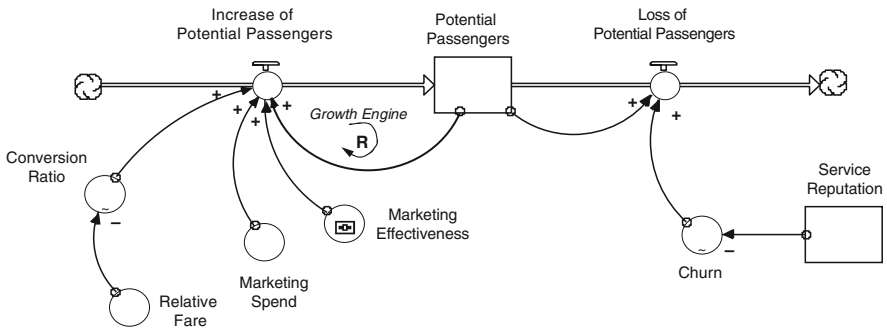 Increase of
Potential Passengers
Potential
Passengers
Loss of
Potential Passengers
+
+
+
+
Growth Engine
R
+
+
Conversion
Ratio
~
−
Marketing
Effectiveness
Service
Reputation
~
−
Churn
Marketing
Spend
Relative
Fare